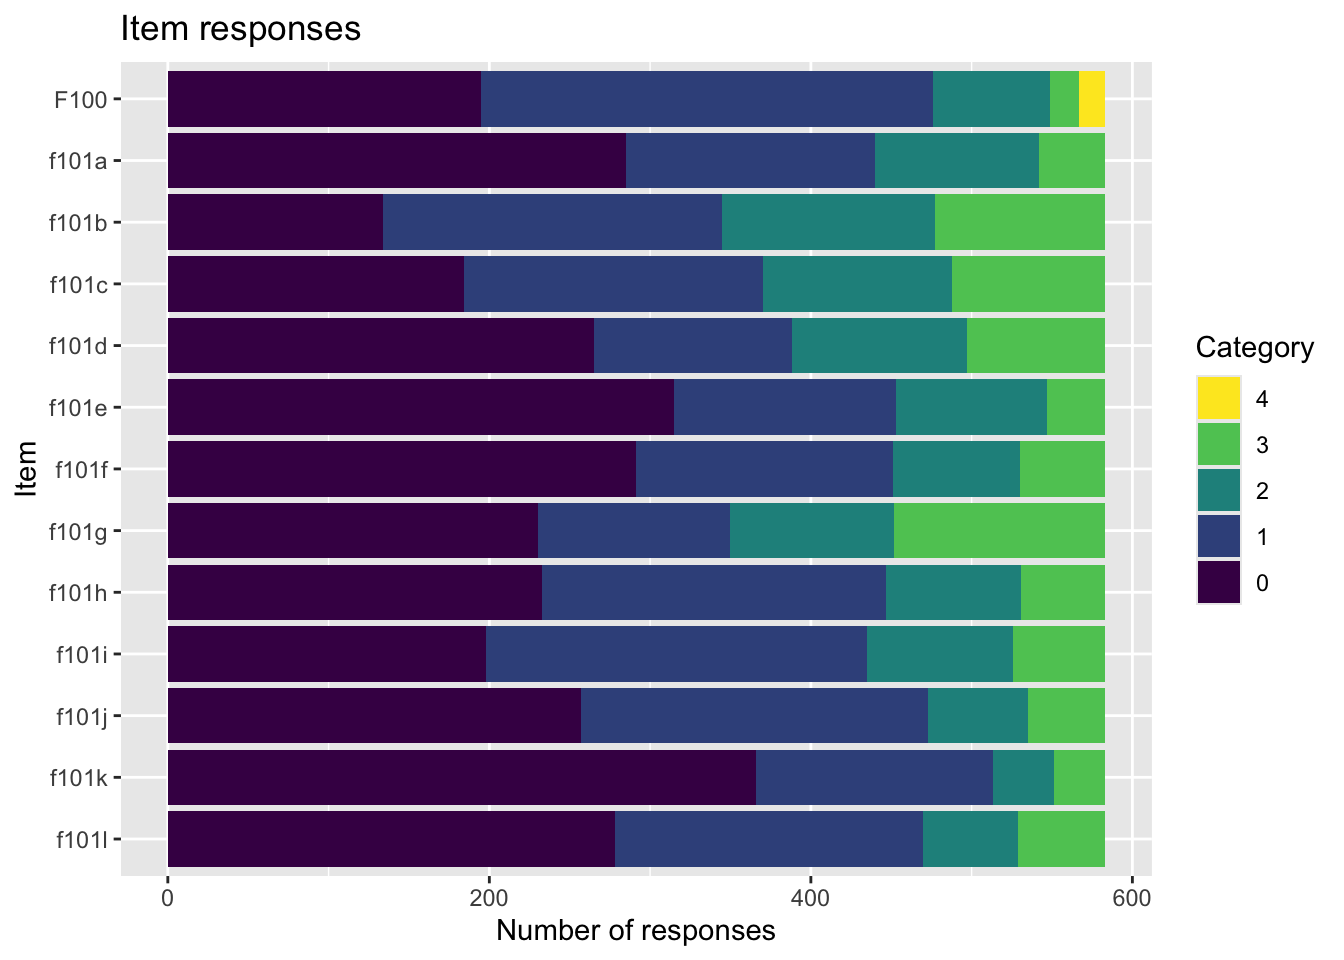 Item responses
F100
f101a
f101b
f101c
f101d
f101e
f101f
f101g
f101h
f101i
f101j
f101k
f101l
Item
0 200 400 600
Number of responses
Category
4
3
2
1
0